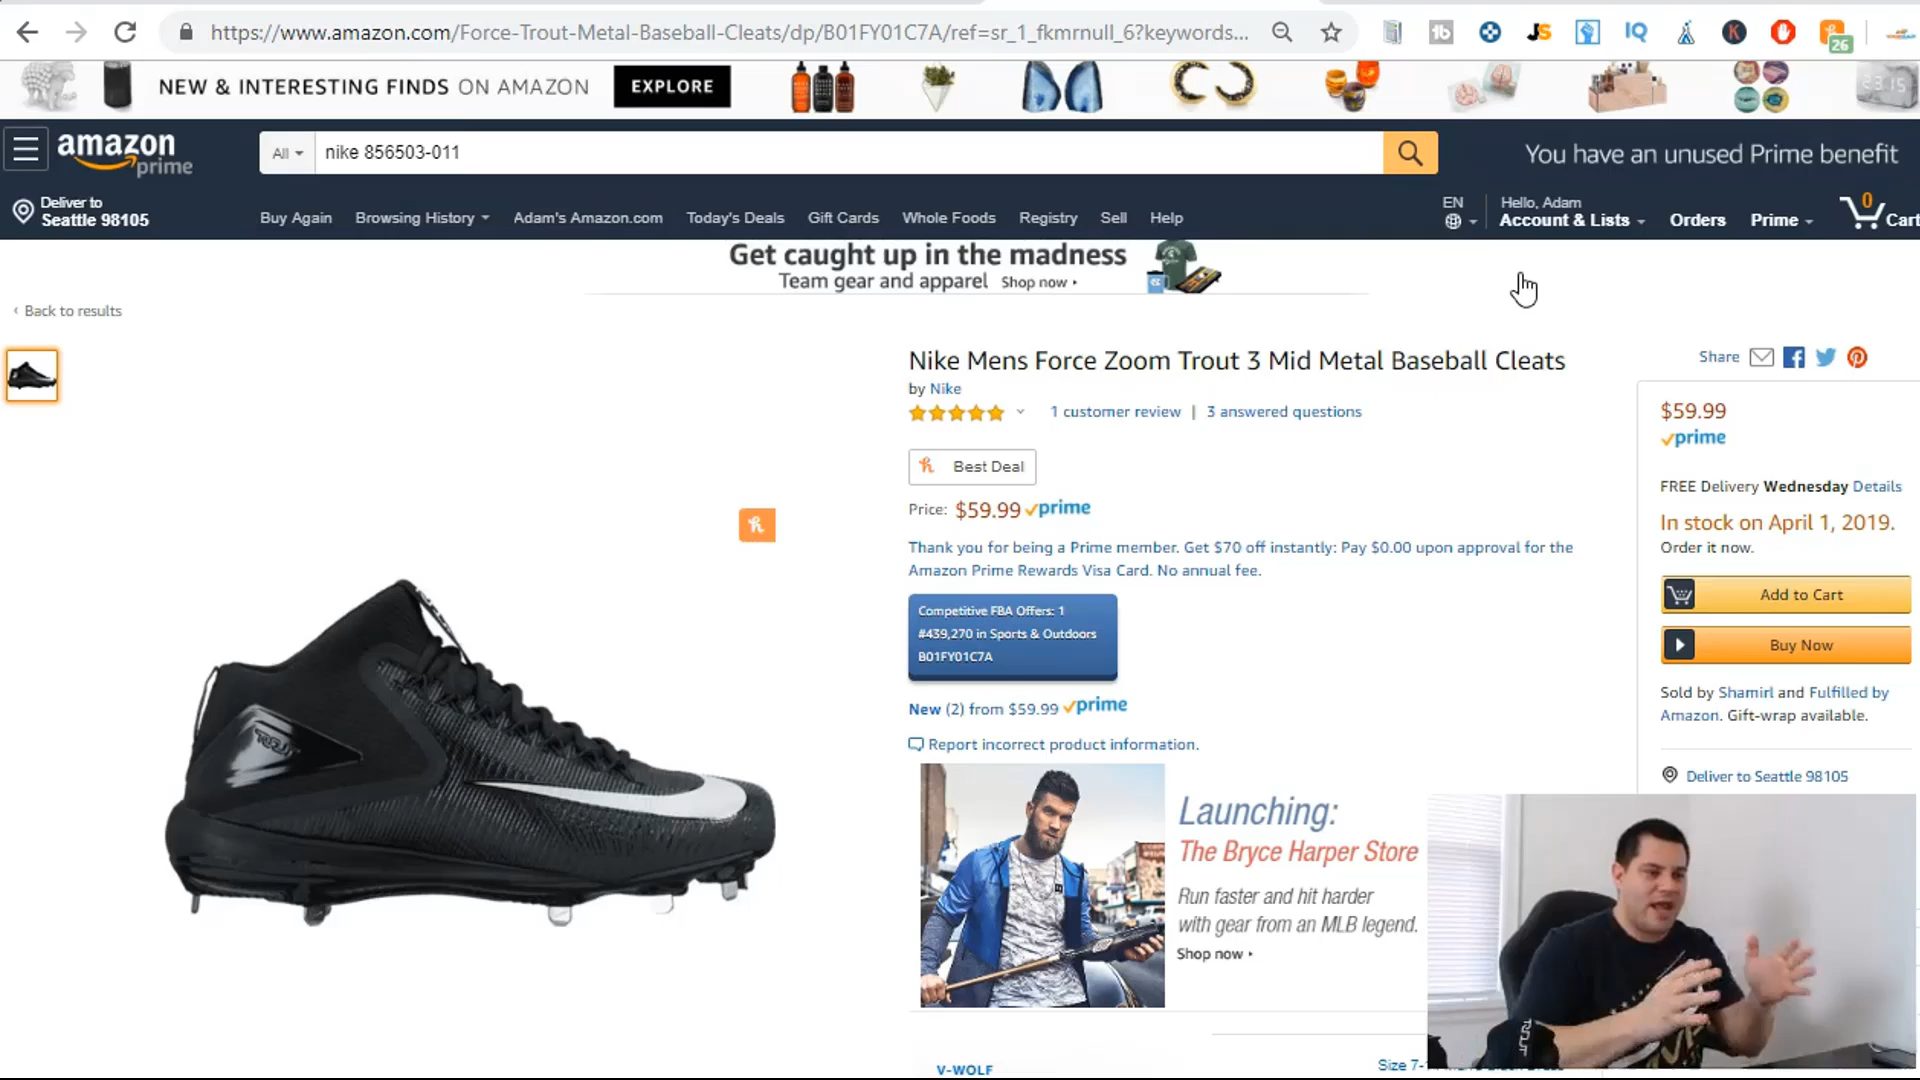 https://www.amazon.com/Force-Trout-Metal-Baseball-Cleats/dp/B01FY01C7A/ref=sr_1_fkmrnull_6?keywords...
26
NEW & INTERESTING FINDS ON AMAZON EXPLORE
amazon prime
All nike 856503-011
You have an unused Prime benefit
Deliver to
Seattle 98105
Buy Again Browsing History Adam's Amazon.com Today's Deals Gift Cards Whole Foods Registry Sell Help
EN
Hello, Adam
Account & Lists Orders Prime 0 Cart
Get caught up in the madness
Team gear and apparel Shop now ›
‹ Back to results
Nike Mens Force Zoom Trout 3 Mid Metal Baseball Cleats
by Nike
1 customer review | 3 answered questions
Best Deal
Price: $59.99 prime
Thank you for being a Prime member. Get $70 off instantly: Pay $0.00 upon approval for the
Amazon Prime Rewards Visa Card. No annual fee.
Competitive FBA Offers: 1
#439,270 in Sports & Outdoors
B01FY01C7A
New (2) from $59.99 prime
Report incorrect product information.
Launching:
The Bryce Harper Store
Run faster and hit harder
with gear from an MLB legend.
Shop now ›
V-WOLF
Size 7-
Share
$59.99
prime
FREE Delivery Wednesday Details
In stock on April 1, 2019.
Order it now.
Add to Cart
Buy Now
Sold by Shamirl and Fulfilled by
Amazon. Gift-wrap available.
Deliver to Seattle 98105
TROUT